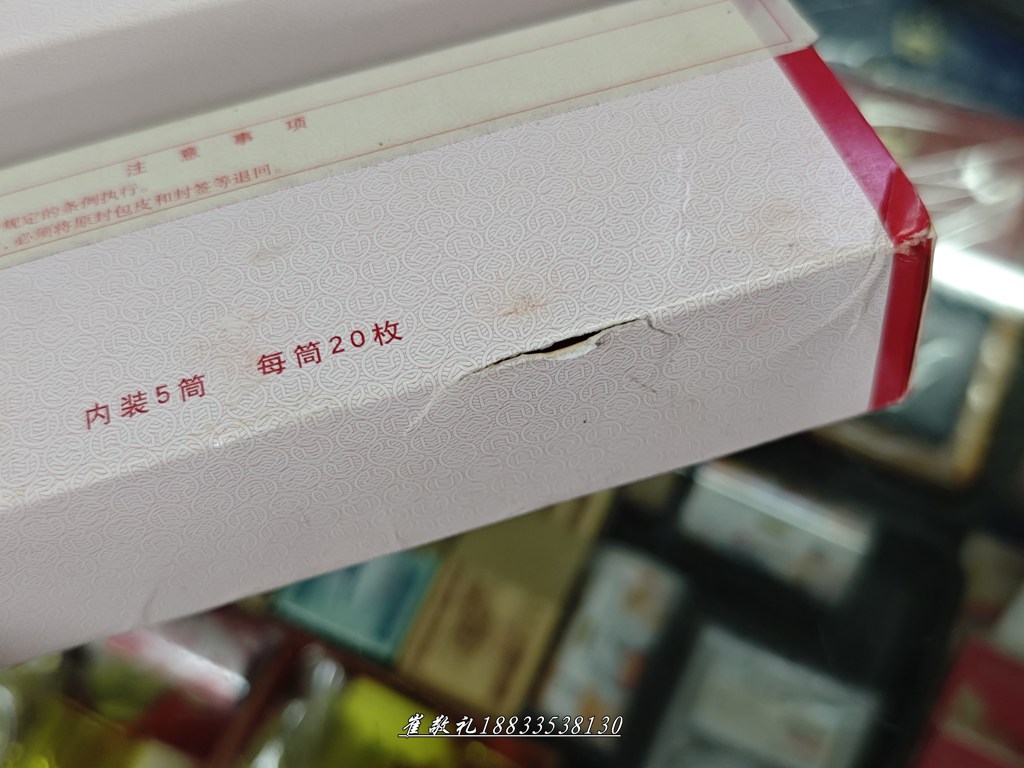 注意事项
规定的条例执行。
必须将原封包皮和封签等退回。
内装5筒 每筒20枚
崔敬礼18833538130